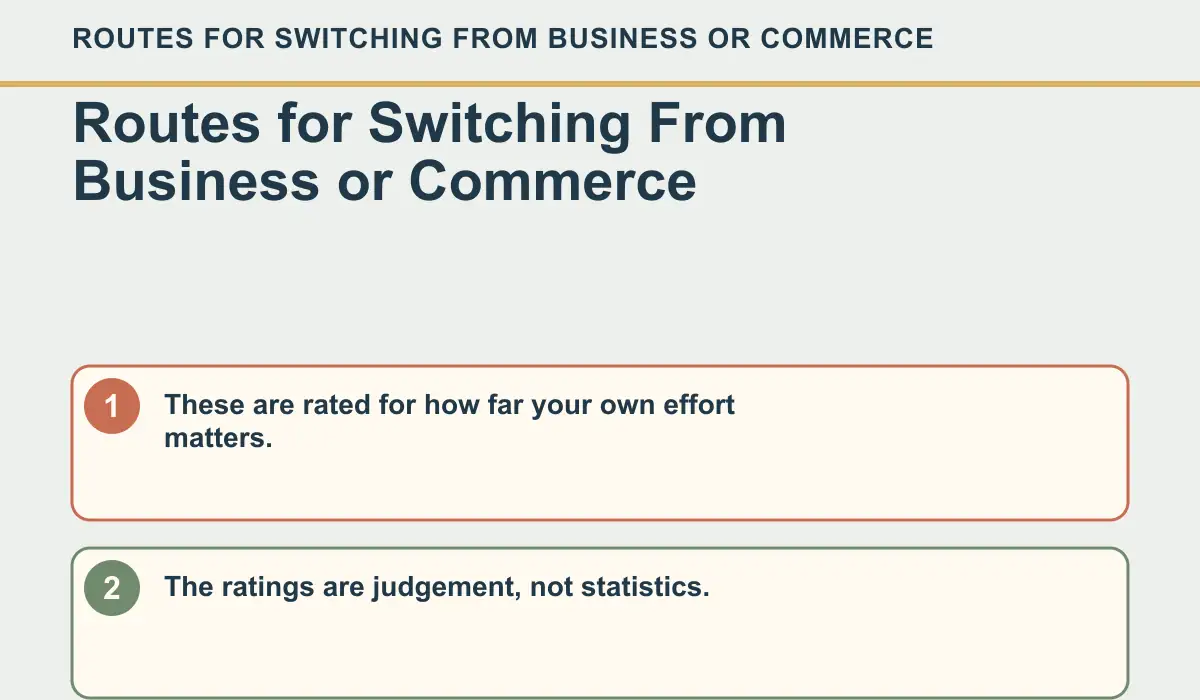 ROUTES FOR SWITCHING FROM BUSINESS OR COMMERCE
Routes for Switching From
Business or Commerce
1
These are rated for how far your own effort
matters.
2
The ratings are judgement, not statistics.